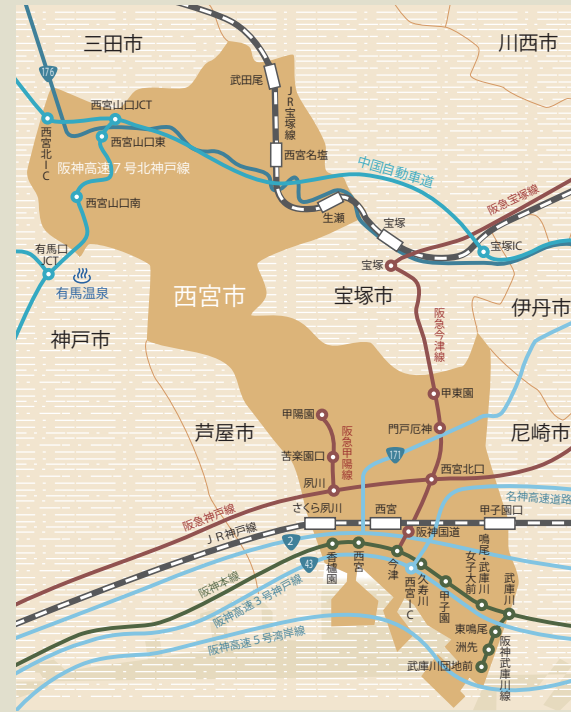 三田市
川西市
176
武田尾
ＪＲ宝塚線
西宮山口JCT
西宮山口東
西宮北ＩＣ
西宮名塩
阪神高速７号北神戸線
中国自動車道
阪急宝塚線
西宮山口南
生瀬
宝塚
宝塚IC
有馬口
JCT
宝塚
有馬温泉
西宮市
宝塚市
伊丹市
神戸市
阪急今津線
甲東園
甲陽園
門戸厄神
芦屋市
尼崎市
阪急甲陽線
苦楽園口
171
西宮北口
夙川
名神高速道路
阪急神戸線
さくら夙川
西宮
甲子園口
ＪＲ神戸線
阪神国道
2
43
香櫨園
西宮
今津
西宮ＩＣ
久寿川
甲子園
鳴尾・武庫川
女子大前
武庫川
阪神本線
阪神高速３号神戸線
阪神高速５号湾岸線
東鳴尾
洲先
武庫川団地前
阪神武庫川線